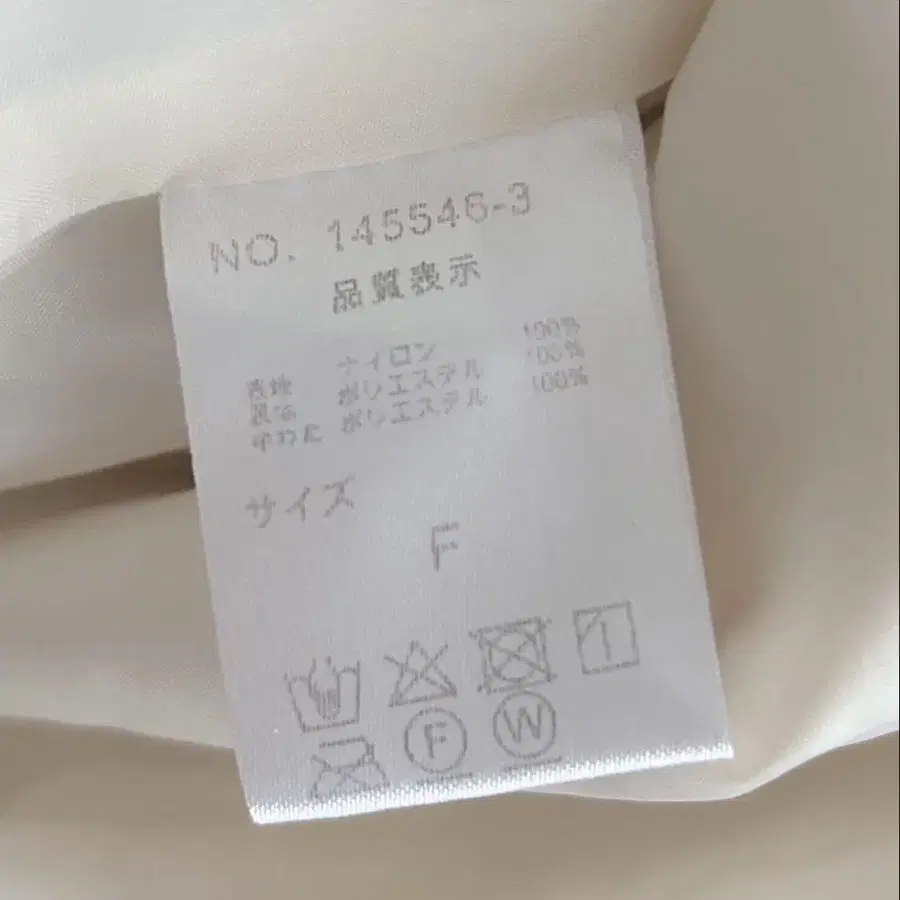 NO. 145546-3
品質表示
表地 ナイロン 100%
裏地 ポリエステル 100%
中わた ポリエステル 100%
サイズ
F
F W